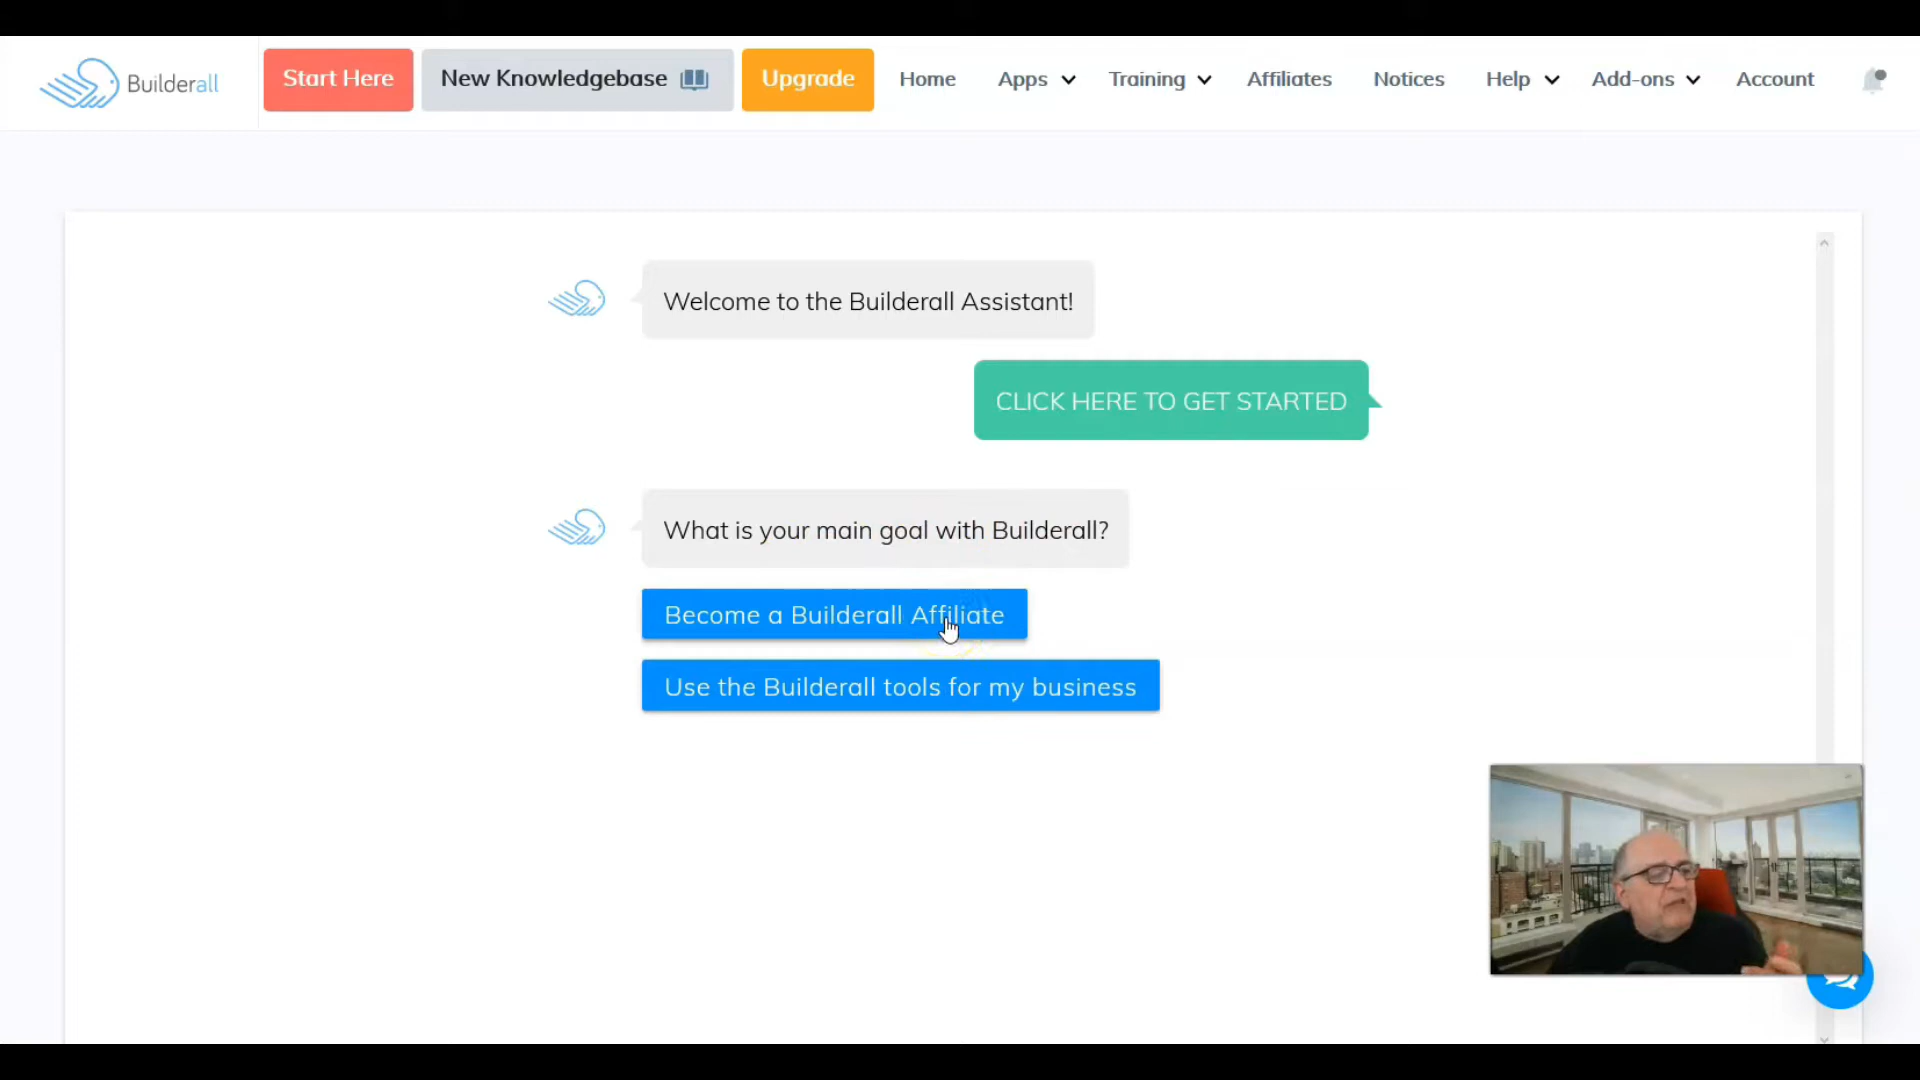 Builderall
Start Here
New Knowledgebase
Upgrade
Home
Apps
Training
Affiliates
Notices
Help
Add-ons
Account
Welcome to the Builderall Assistant!
CLICK HERE TO GET STARTED
What is your main goal with Builderall?
Become a Builderall Affiliate
Use the Builderall tools for my business